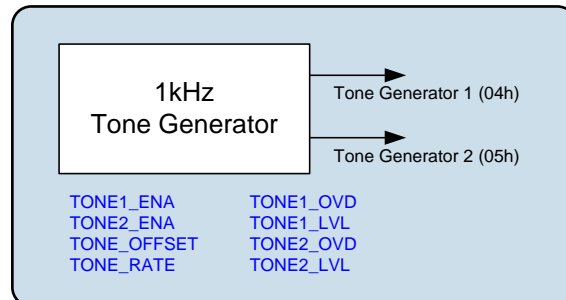 1kHz
Tone Generator
Tone Generator 1 (04h)
Tone Generator 2 (05h)
TONE1_ENA
TONE2_ENA
TONE_OFFSET
TONE_RATE
TONE1_OVD
TONE1_LVL
TONE2_OVD
TONE2_LVL